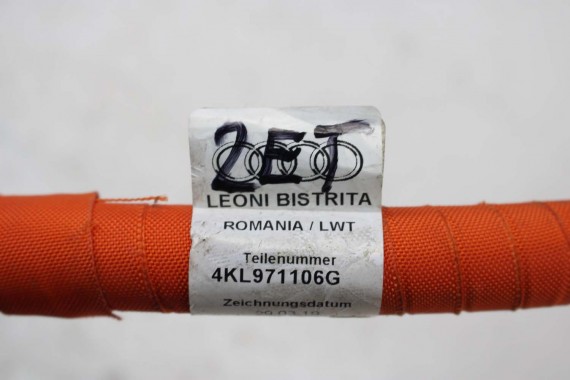 2ET
LEONI BISTRITA
ROMANIA / LWT
Teilenummer
4KL971106G
Zeichnungsdatum